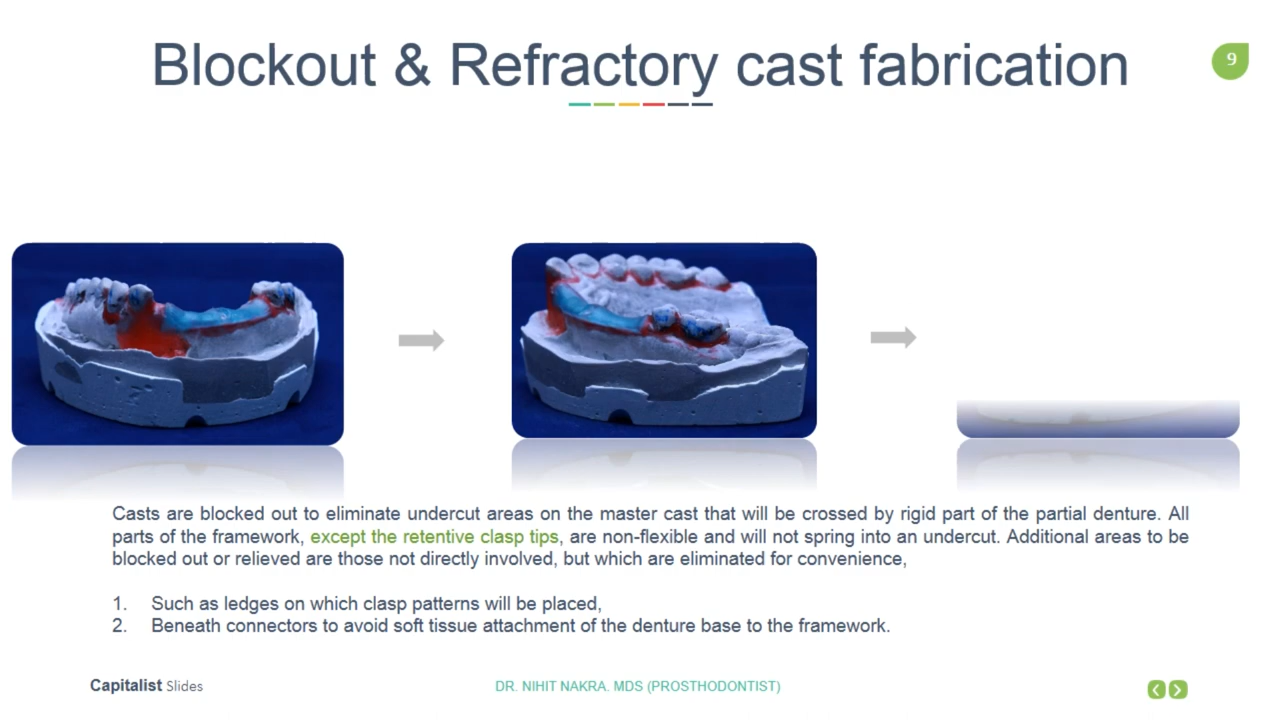 Blockout & Refractory cast fabrication
9
Casts are blocked out to eliminate undercut areas on the master cast that will be crossed by rigid part of the partial denture. All
parts of the framework, except the retentive clasp tips, are non-flexible and will not spring into an undercut. Additional areas to be
blocked out or relieved are those not directly involved, but which are eliminated for convenience,
1. Such as ledges on which clasp patterns will be placed,
2. Beneath connectors to avoid soft tissue attachment of the denture base to the framework.
Capitalist Slides
DR. NIHIT NAKRA. MDS (PROSTHODONTIST)